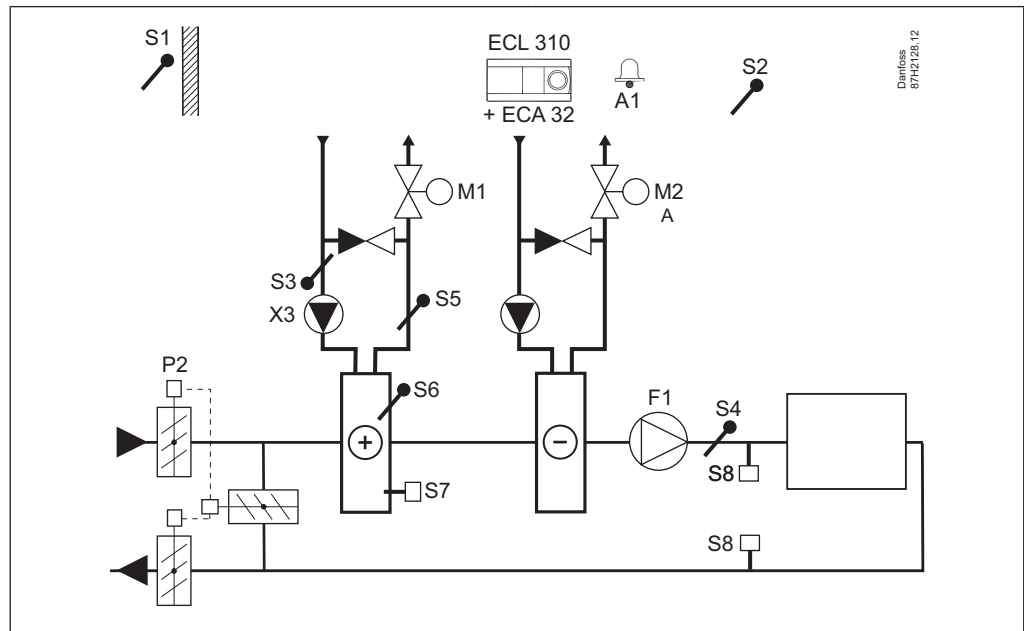 S1
ECL 310
+ ECA 32
A1
S2
Danfoss
87H2128.12
M1
M2
A
S3
X3
S5
P2
S6
S7
F1
S4
S8
S8
+
−